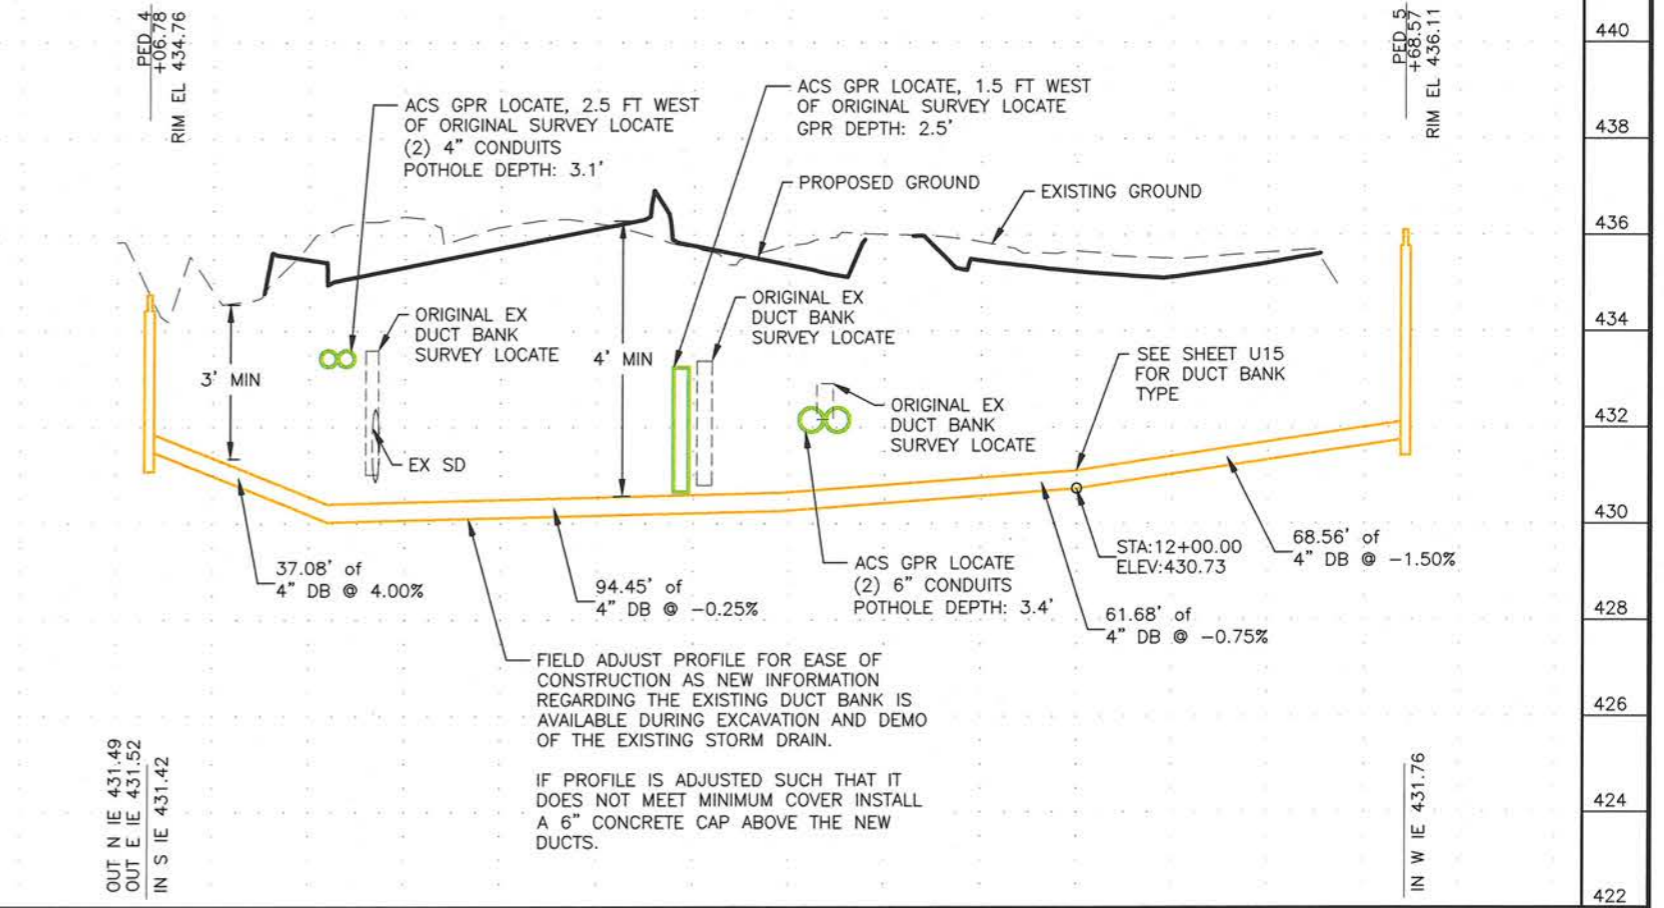 PED 4
+06.78
RIM EL 434.76
PED 5
+68.57
RIM EL 436.11
ACS GPR LOCATE, 2.5 FT WEST
OF ORIGINAL SURVEY LOCATE
(2) 4" CONDUITS
POTHOLE DEPTH: 3.1'
ACS GPR LOCATE, 1.5 FT WEST
OF ORIGINAL SURVEY LOCATE
GPR DEPTH: 2.5'
PROPOSED GROUND
EXISTING GROUND
ORIGINAL EX
DUCT BANK
SURVEY LOCATE
ORIGINAL EX
DUCT BANK
SURVEY LOCATE
3' MIN
4' MIN
SEE SHEET U15
FOR DUCT BANK
TYPE
ORIGINAL EX
DUCT BANK
SURVEY LOCATE
EX SD
37.08' of
4" DB @ 4.00%
94.45' of
4" DB @ -0.25%
ACS GPR LOCATE
(2) 6" CONDUITS
POTHOLE DEPTH: 3.4'
STA:12+00.00
ELEV:430.73
68.56' of
4" DB @ -1.50%
61.68' of
4" DB @ -0.75%
FIELD ADJUST PROFILE FOR EASE OF
CONSTRUCTION AS NEW INFORMATION
REGARDING THE EXISTING DUCT BANK IS
AVAILABLE DURING EXCAVATION AND DEMO
OF THE EXISTING STORM DRAIN.
IF PROFILE IS ADJUSTED SUCH THAT IT
DOES NOT MEET MINIMUM COVER INSTALL
A 6" CONCRETE CAP ABOVE THE NEW
DUCTS.
OUT N IE 431.49
OUT E IE 431.52
IN S IE 431.42
IN W IE 431.76
440
438
436
434
432
430
428
426
424
422